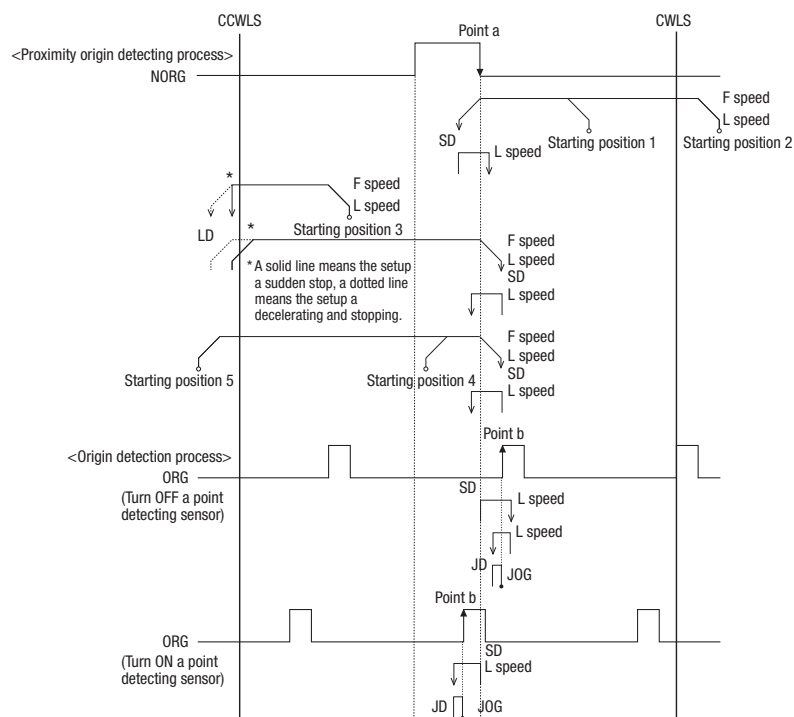 CCWLS
CWLS
Point a
<Proximity origin detecting process>
NORG
F speed
L speed
SD
Starting position 1
Starting position 2
L speed
*
F speed
L speed
LD
Starting position 3
*
F speed
L speed
SD
* A solid line means the setup
a sudden stop, a dotted line
means the setup a
decelerating and stopping.
L speed
F speed
L speed
SD
Starting position 5
Starting position 4
L speed
Point b
<Origin detection process>
ORG
(Turn OFF a point
detecting sensor)
SD
L speed
L speed
JD
JOG
Point b
ORG
(Turn ON a point
detecting sensor)
SD
L speed
JD
JOG